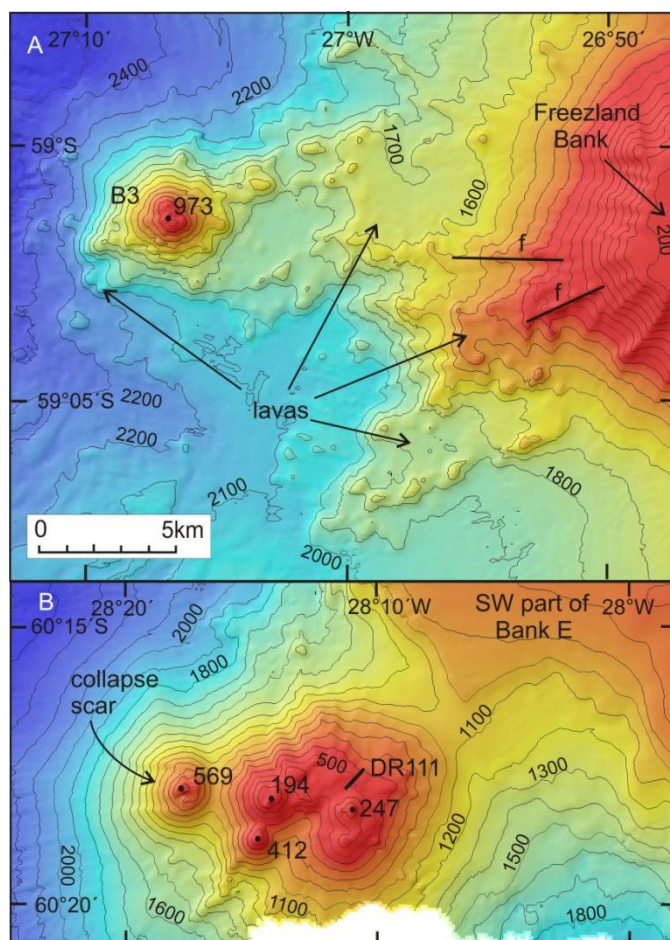 A
27°10´
27°W
26°50´
2400
2200
Freezland
Bank
59°S
1700
1600
B3
973
200
f
f
lavas
59°05´S
2200
2200
2100
1800
2000
0
5km
B
28°20´
28°10´W
28°W
60°15´S
SW part of
Bank E
2000
1800
collapse
scar
1100
500
DR111
1300
569
194
247
1200
412
1500
2000
60°20´S
1600
1100
1800